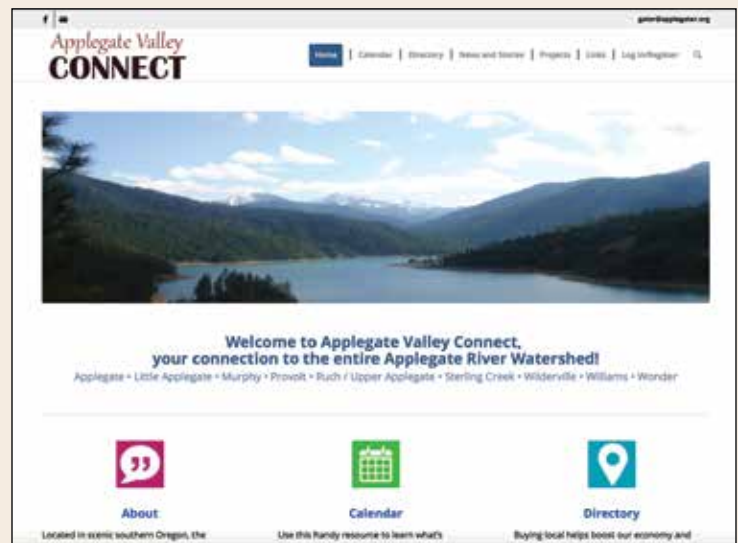 gater@applegater.org
Applegate Valley
CONNECT
Home | Calendar | Directory | News and Stories | Projects | Links | Log In/Register
Welcome to Applegate Valley Connect,
your connection to the entire Applegate River Watershed!
Applegate • Little Applegate • Murphy • Provolt • Ruch / Upper Applegate • Sterling Creek • Wilderville • Williams • Wonder
About
Calendar
Directory
Located in scenic southern Oregon, the
Use this handy resource to learn what's
Buying local helps boost our economy and